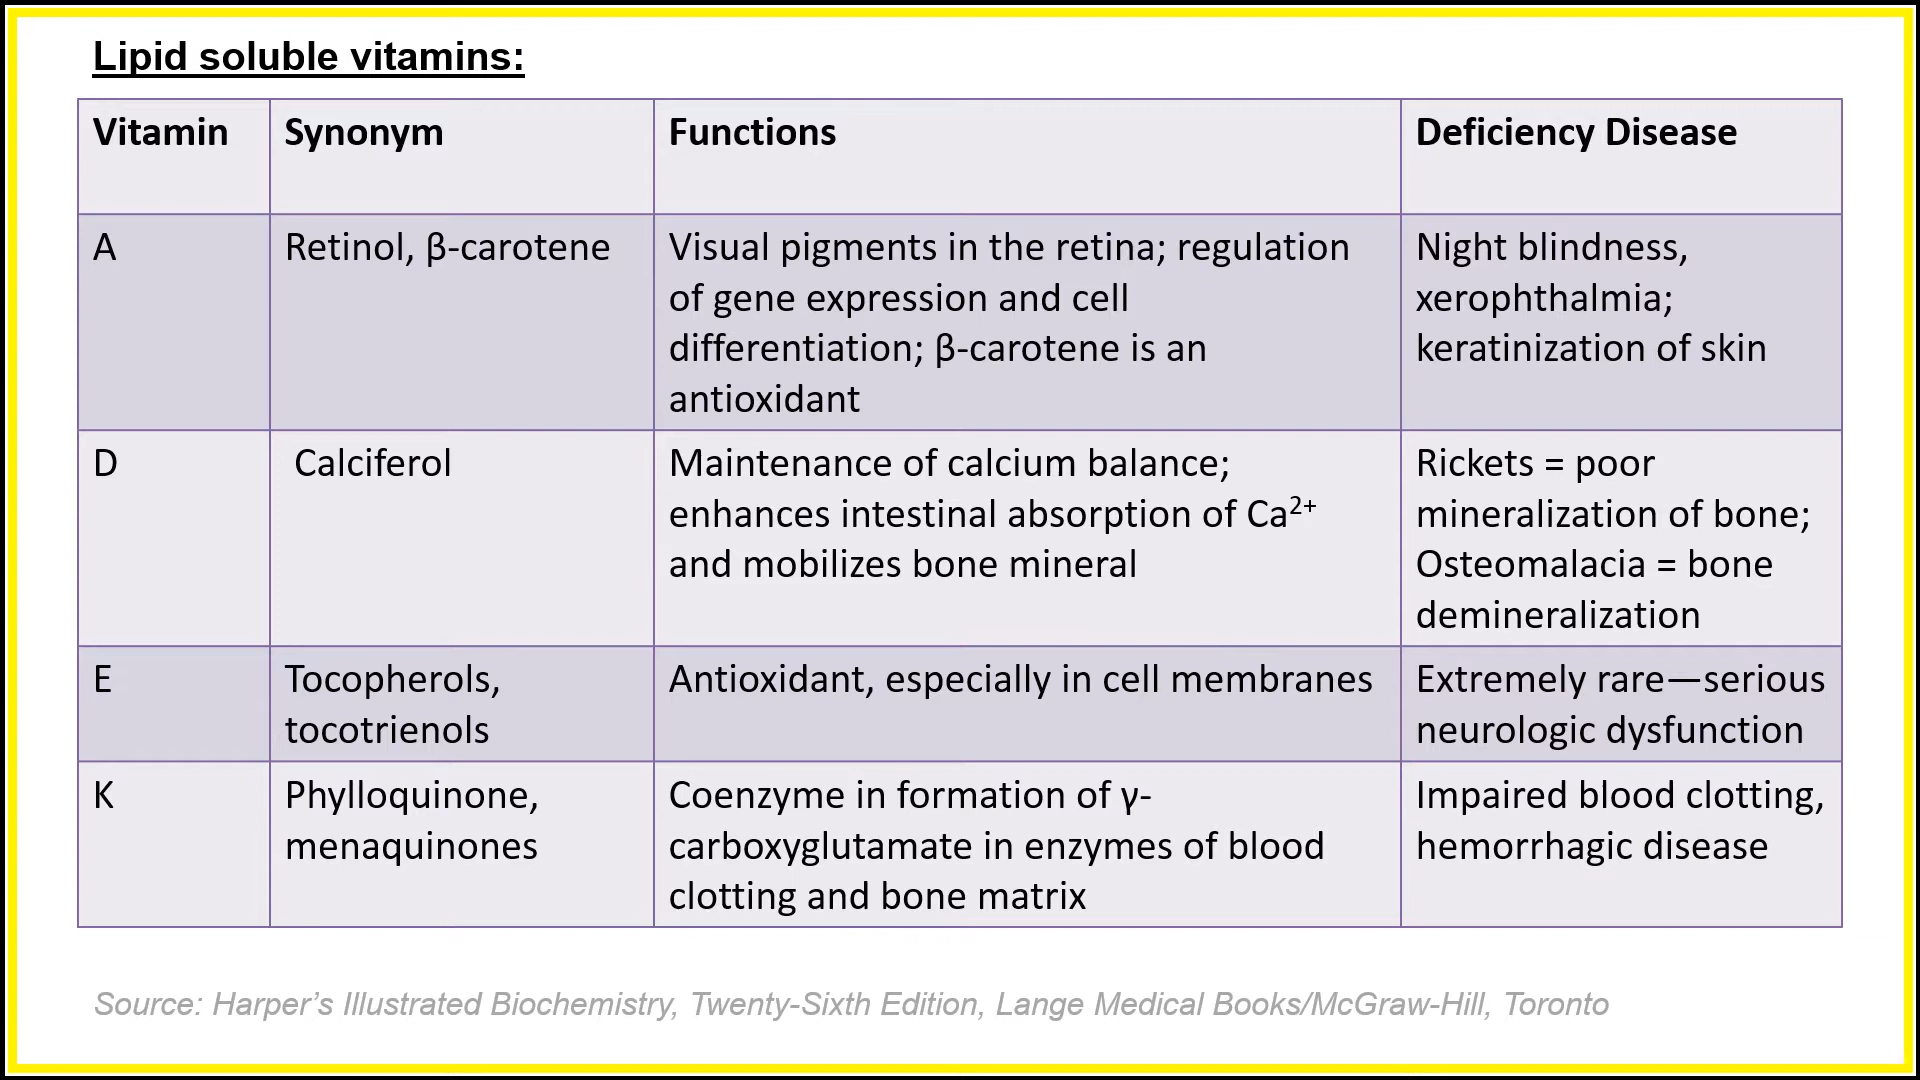 Lipid soluble vitamins:
Vitamin
Synonym
Functions
Deficiency Disease
A
Retinol, β-carotene
Visual pigments in the retina; regulation
of gene expression and cell
differentiation; β-carotene is an
antioxidant
Night blindness,
xerophthalmia;
keratinization of skin
D
Calciferol
Maintenance of calcium balance;
enhances intestinal absorption of Ca²⁺
and mobilizes bone mineral
Rickets = poor
mineralization of bone;
Osteomalacia = bone
demineralization
E
Tocopherols,
tocotrienols
Antioxidant, especially in cell membranes
Extremely rare—serious
neurologic dysfunction
K
Phylloquinone,
menaquinones
Coenzyme in formation of γ-
carboxyglutamate in enzymes of blood
clotting and bone matrix
Impaired blood clotting,
hemorrhagic disease
Source: Harper’s Illustrated Biochemistry, Twenty-Sixth Edition, Lange Medical Books/McGraw-Hill, Toronto